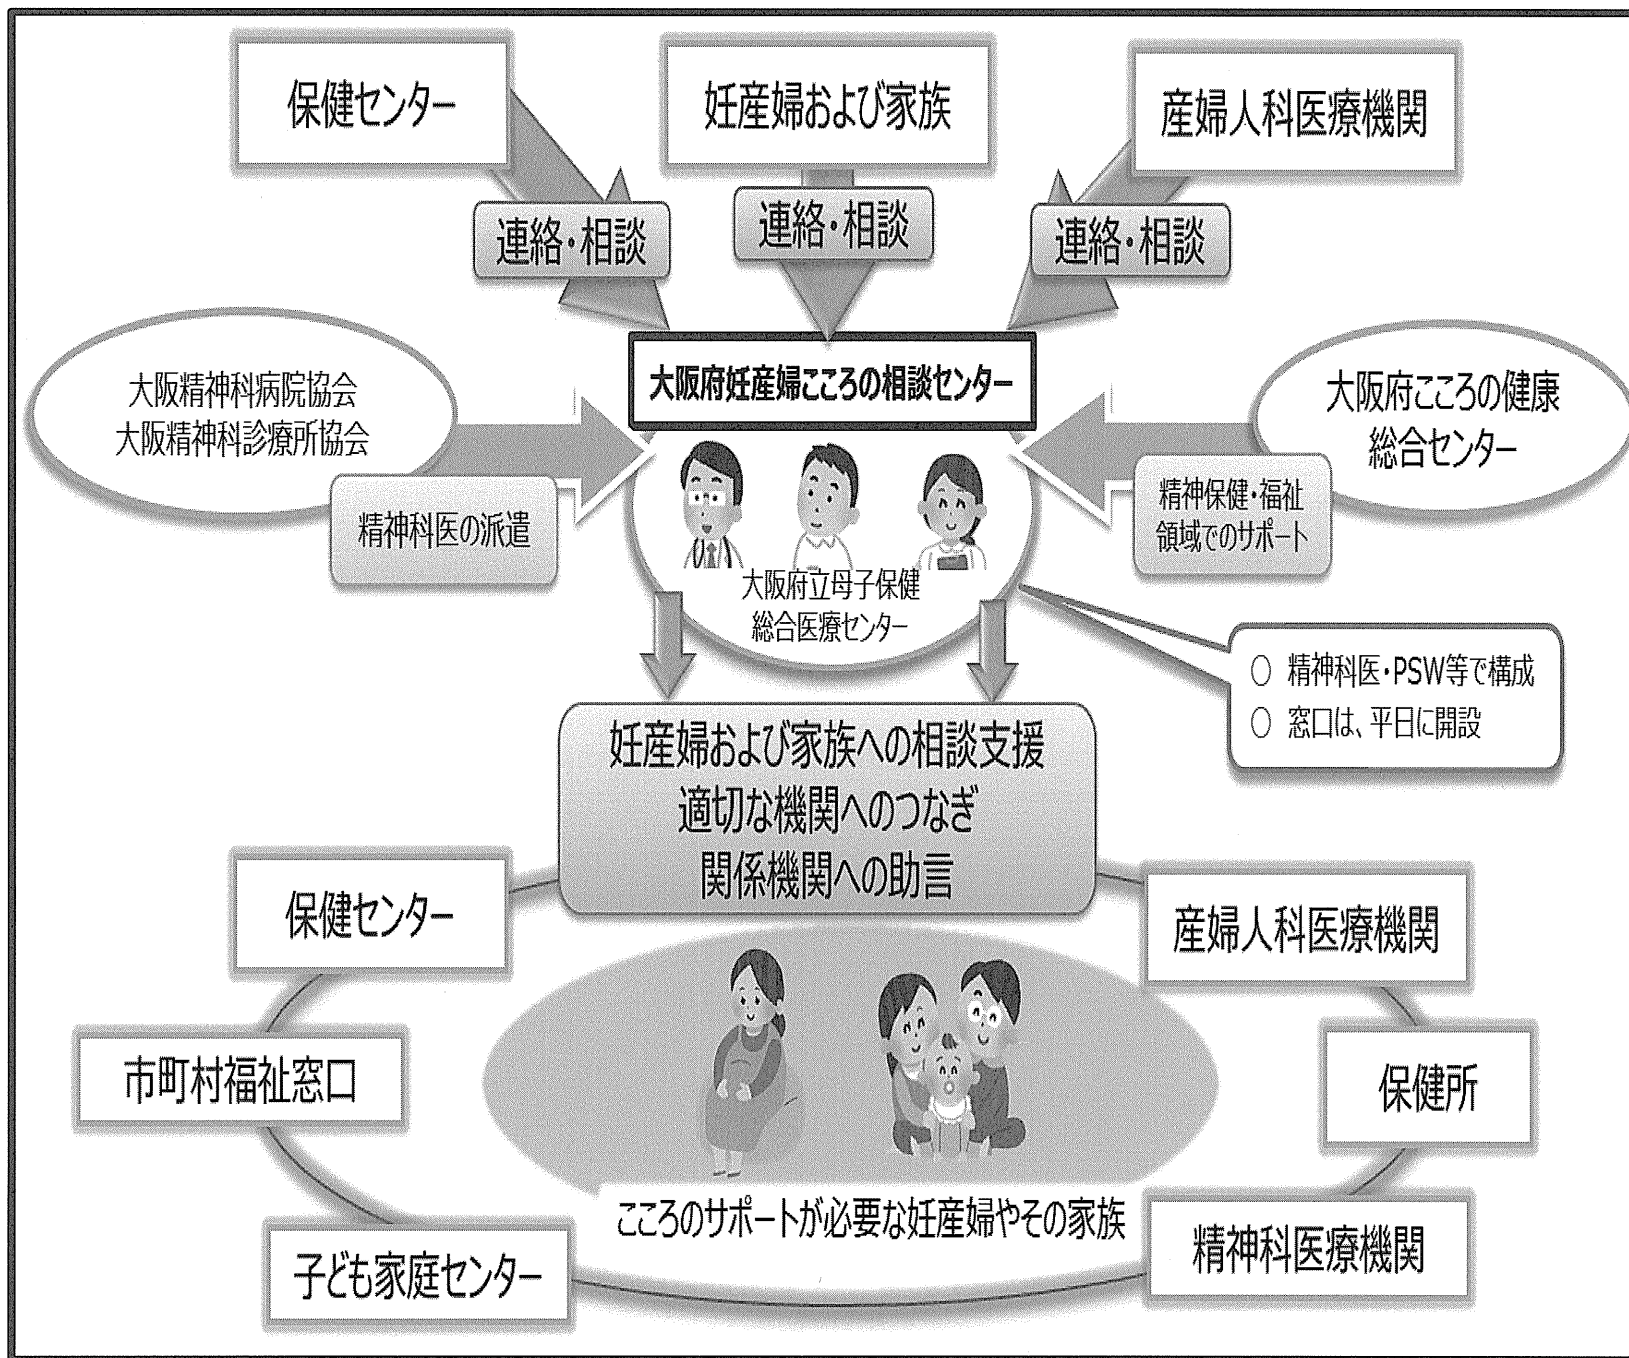 保健センター
妊産婦および家族
産婦人科医療機関
連絡・相談
連絡・相談
連絡・相談
大阪精神科病院協会
大阪精神科診療所協会
精神科医の派遣
大阪府妊産婦こころの相談センター
大阪府立母子保健
総合医療センター
大阪府こころの健康
総合センター
精神保健・福祉
領域でのサポート
○ 精神科医・PSW等で構成
○ 窓口は、平日に開設
妊産婦および家族への相談支援
適切な機関へのつなぎ
関係機関への助言
保健センター
産婦人科医療機関
市町村福祉窓口
保健所
こころのサポートが必要な妊産婦やその家族
子ども家庭センター
精神科医療機関